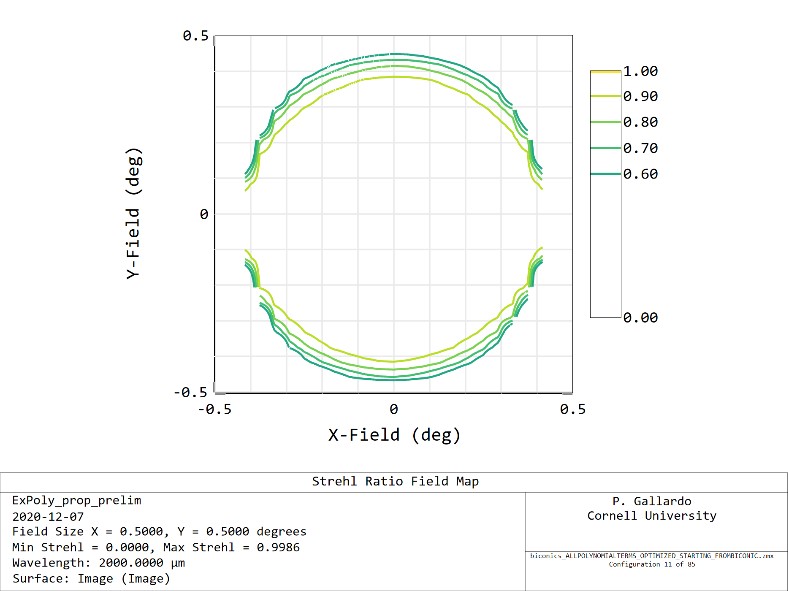 0.5
0
-0.5
Y-Field (deg)
-0.5 0 0.5
X-Field (deg)
1.00
0.90
0.80
0.70
0.60
0.00
Strehl Ratio Field Map
ExPoly_prop_prelim
2020-12-07
Field Size X = 0.5000, Y = 0.5000 degrees
Min Strehl = 0.0000, Max Strehl = 0.9986
Wavelength: 2000.0000 µm
Surface: Image (Image)
P. Gallardo
Cornell University
biconics_ALLPOLYNOMIALTERMS_OPTIMIZED_STARTING_FROMBICONIC.zmx
Configuration 11 of 85